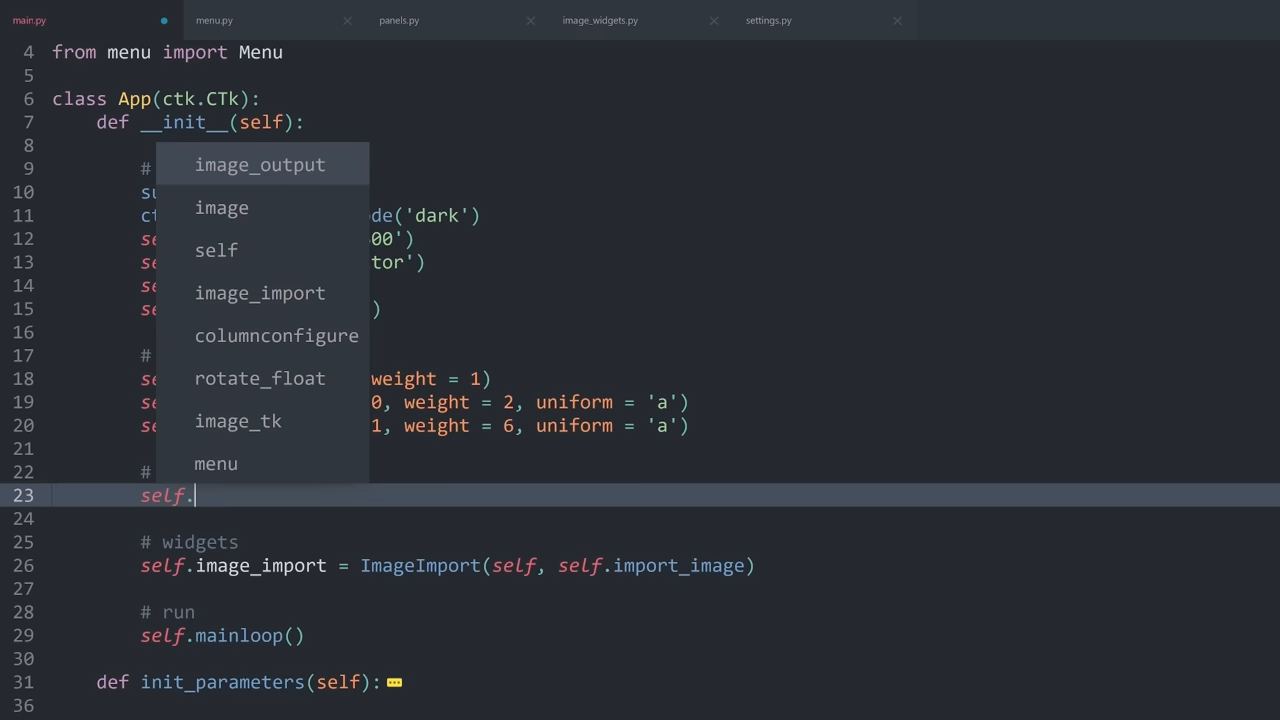 main.py menu.py panels.py image_widgets.py settings.py
4 from menu import Menu
5
6 class App(ctk.CTk):
7 def __init__(self):
8
9 #
10 su
11 ct de('dark')
12 se 00')
13 se tor')
14 se
15 se )
16
17 #
18 se weight = 1)
19 se 0, weight = 2, uniform = 'a')
20 se 1, weight = 6, uniform = 'a')
21
22 #
image_output
image
self
image_import
columnconfigure
rotate_float
image_tk
menu
23 self.
24
25 # widgets
26 self.image_import = ImageImport(self, self.import_image)
27
28 # run
29 self.mainloop()
30
31 def init_parameters(self):
36